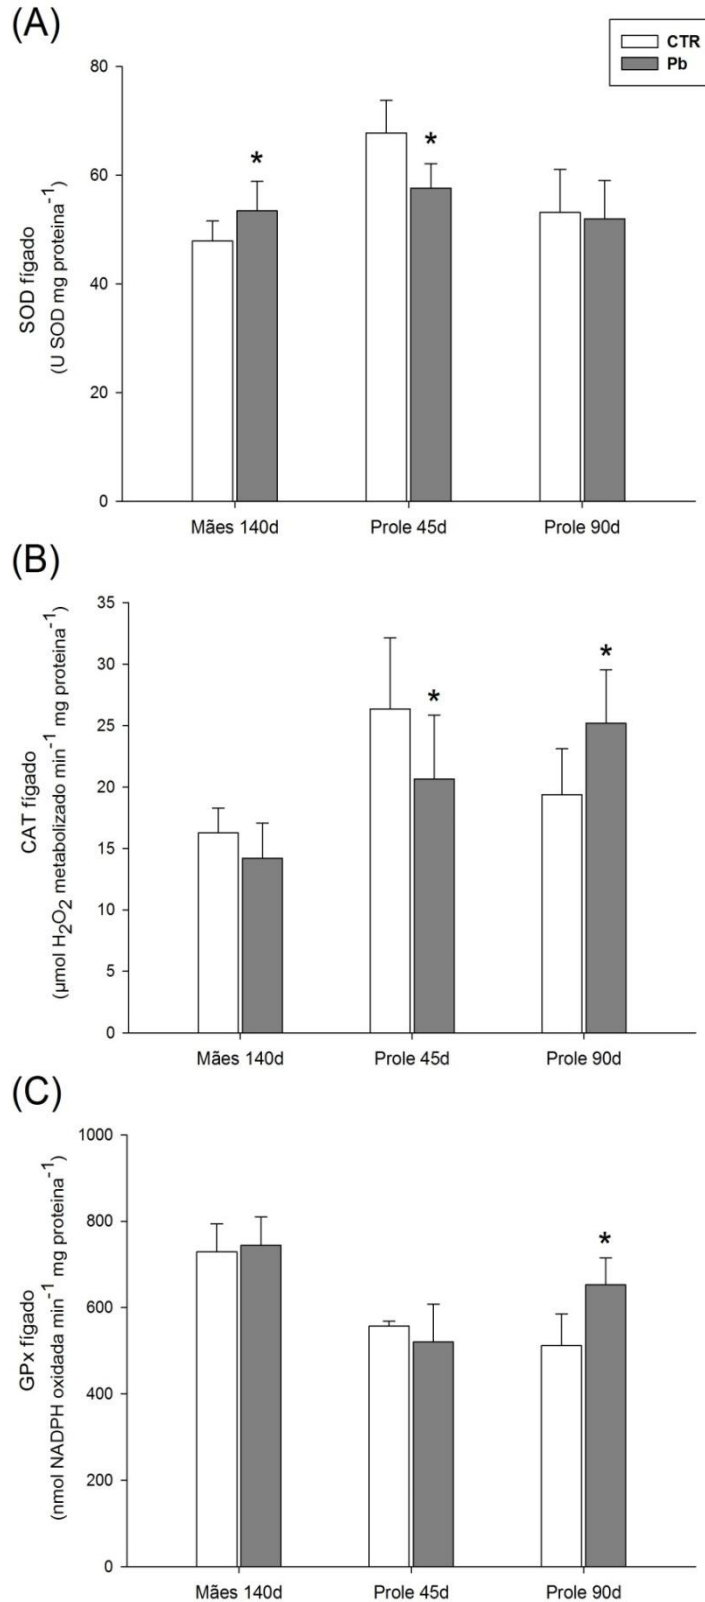 (A)
CTR
Pb
80
60
40
20
0
SOD fígado
(U SOD mg proteina⁻¹)
*
*
Mães 140d
Prole 45d
Prole 90d
(B)
35
30
25
20
15
10
5
0
CAT fígado
(µmol H₂O₂ metabolizado min⁻¹ mg proteina⁻¹)
*
*
Mães 140d
Prole 45d
Prole 90d
(C)
1000
800
600
400
200
0
GPx fígado
(nmol NADPH oxidada min⁻¹ mg proteina⁻¹)
*
Mães 140d
Prole 45d
Prole 90d